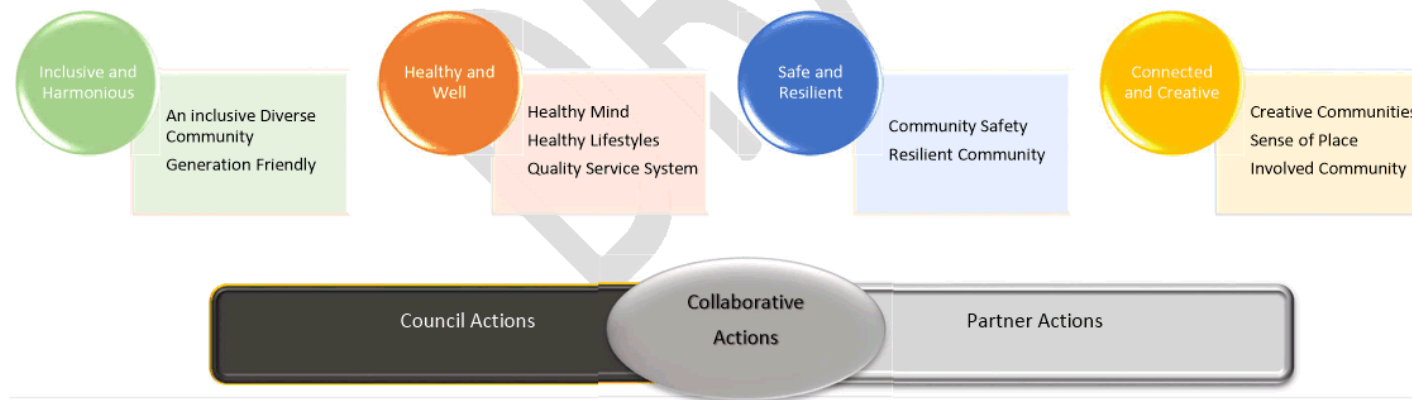 Inclusive and
Harmonious
An inclusive Diverse
Community
Generation Friendly
Healthy and
Well
Healthy Mind
Healthy Lifestyles
Quality Service System
Safe and
Resilient
Community Safety
Resilient Community
Connected
and Creative
Creative Communities
Sense of Place
Involved Community
Council Actions
Collaborative
Actions
Partner Actions